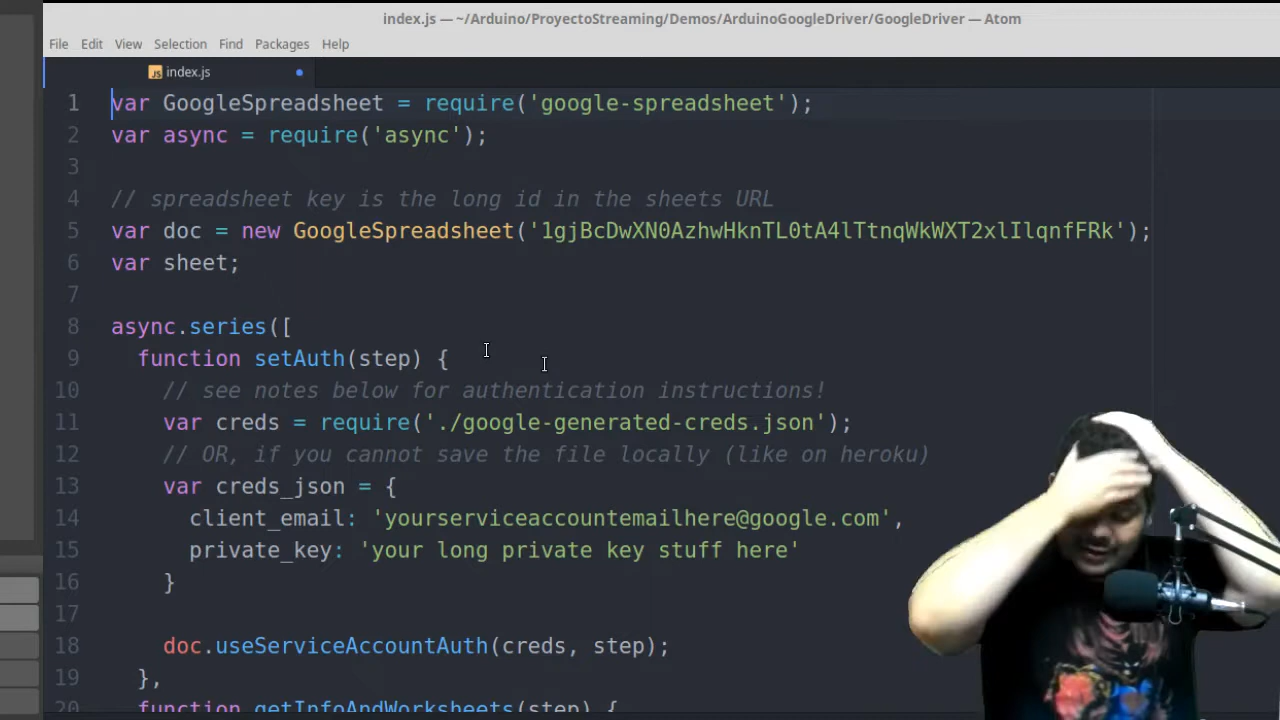 index.js — ~/Arduino/ProyectoStreaming/Demos/ArduinoGoogleDriver/GoogleDriver — Atom
File Edit View Selection Find Packages Help
JS index.js
1 var GoogleSpreadsheet = require('google-spreadsheet');
2 var async = require('async');
3
4 // spreadsheet key is the long id in the sheets URL
5 var doc = new GoogleSpreadsheet('1gjBcDwXN0AzhwHknTL0tA4lTtnqWkWXT2xlIlqnfFRk');
6 var sheet;
7
8 async.series([
9 function setAuth(step) {
10 // see notes below for authentication instructions!
11 var creds = require('./google-generated-creds.json');
12 // OR, if you cannot save the file locally (like on heroku)
13 var creds_json = {
14 client_email: 'yourserviceaccountemailhere@google.com',
15 private_key: 'your long private key stuff here'
16 }
17
18 doc.useServiceAccountAuth(creds, step);
19 },
20 function getInfoAndWorksheets(step) {